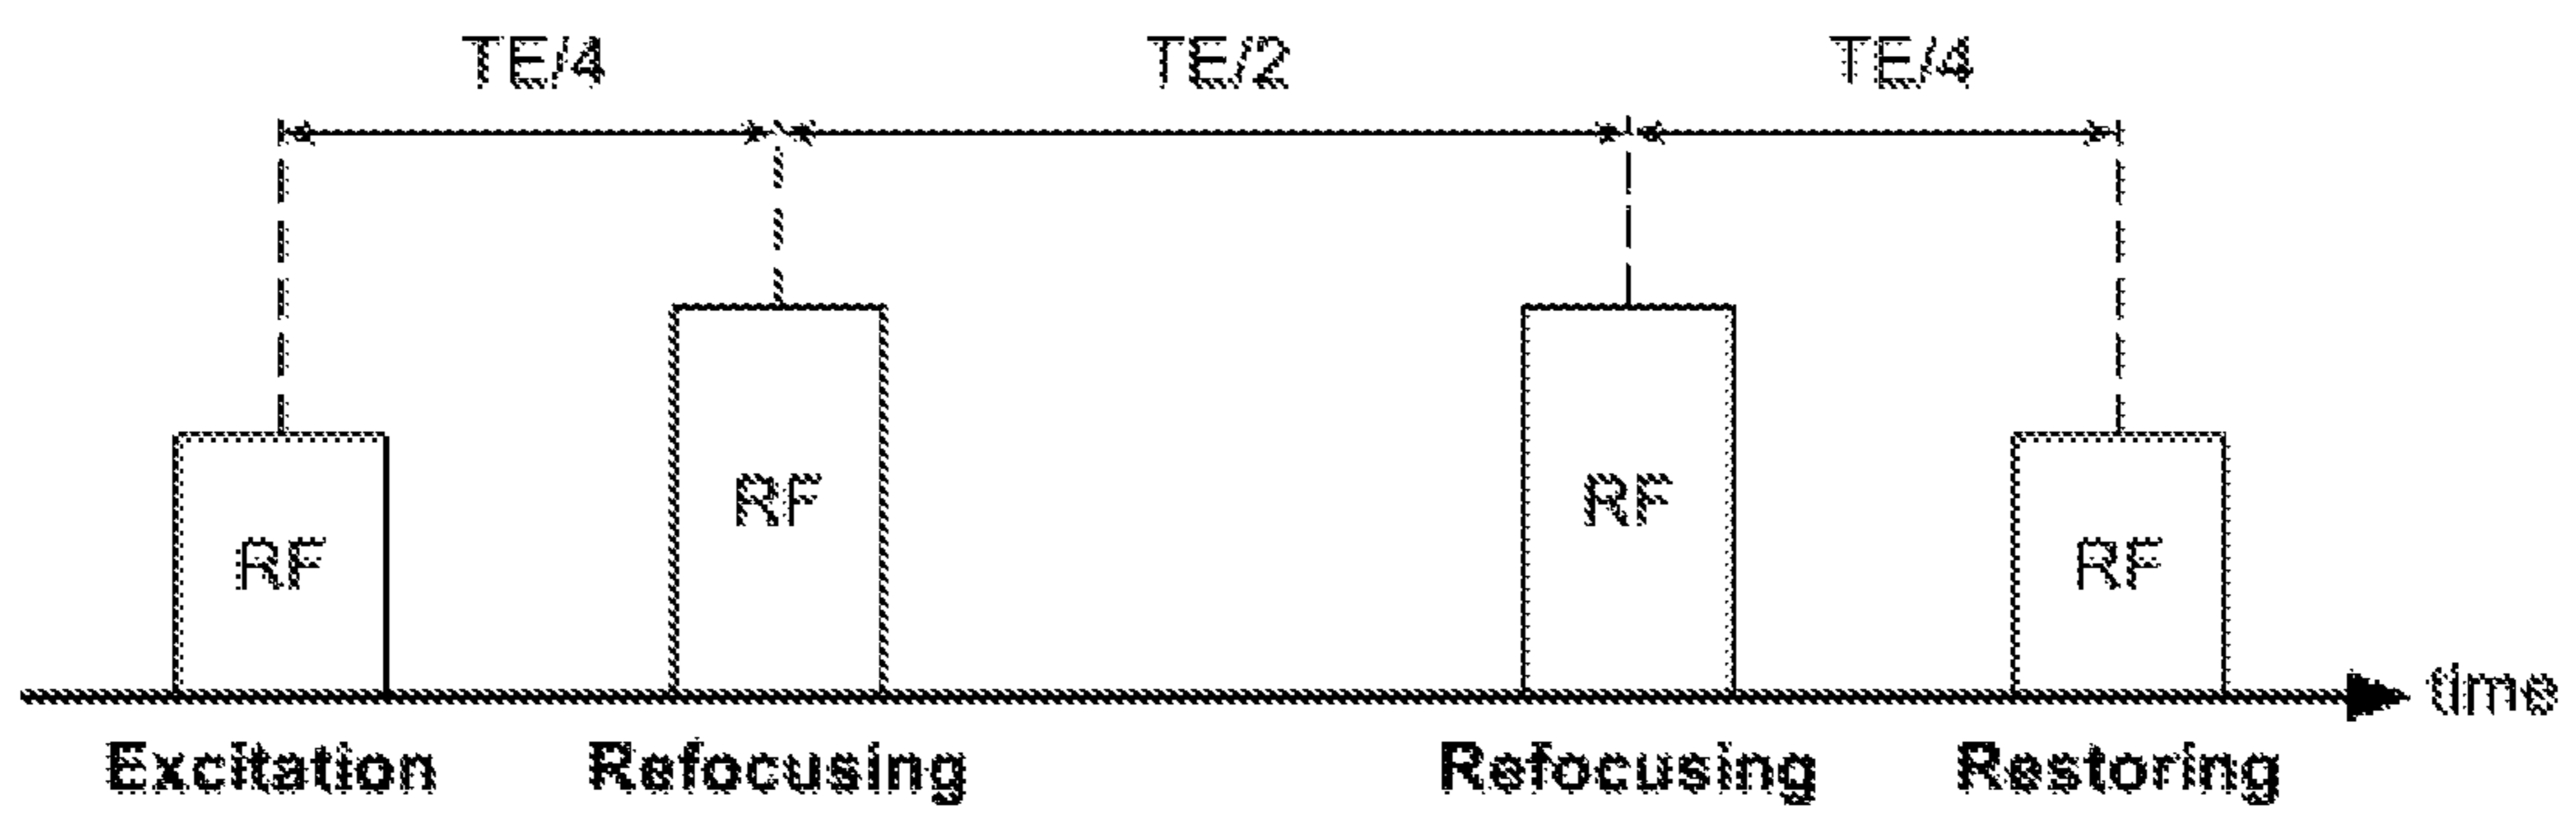 TE/4 TE/2 TE/4
RF RF RF RF
time
Excitation Refocusing Refocusing Restoring